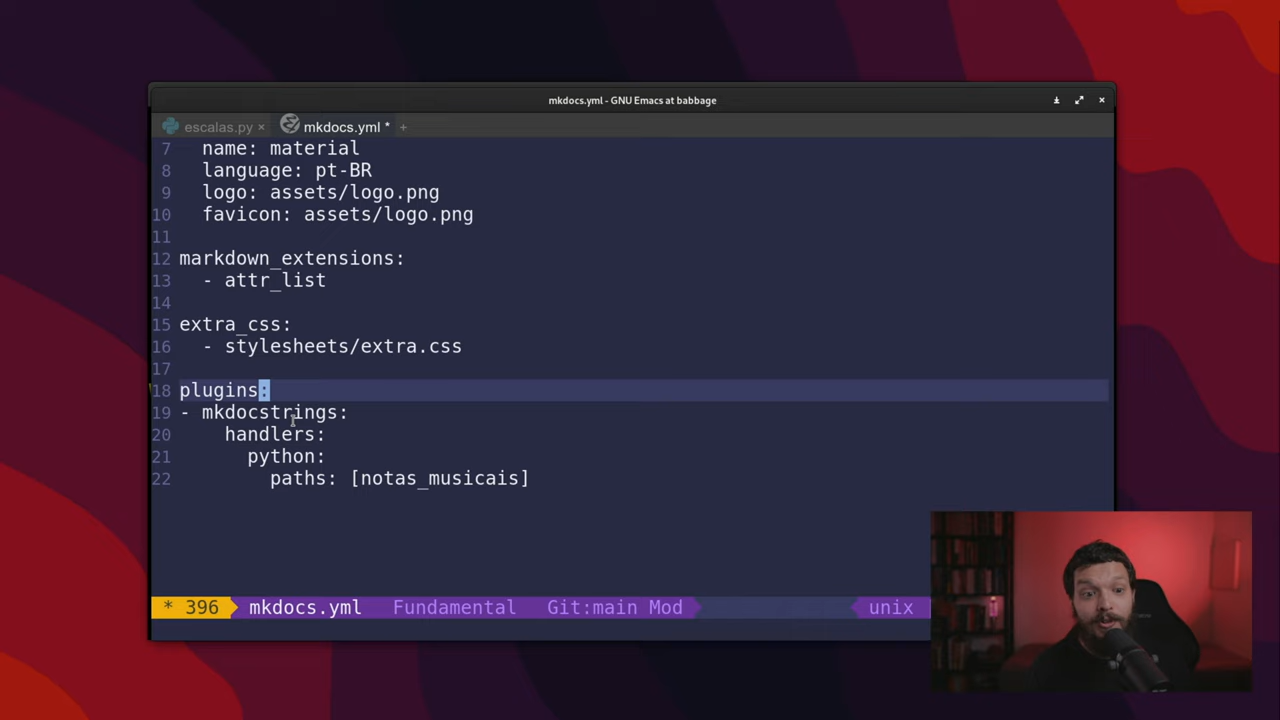 mkdocs.yml - GNU Emacs at babbage
escalas.py × mkdocs.yml * +
7 name: material
8 language: pt-BR
9 logo: assets/logo.png
10 favicon: assets/logo.png
11
12 markdown_extensions:
13 - attr_list
14
15 extra_css:
16 - stylesheets/extra.css
17
18 plugins:
19 - mkdocstrings:
20 handlers:
21 python:
22 paths: [notas_musicais]
* 396 mkdocs.yml Fundamental Git:main Mod unix